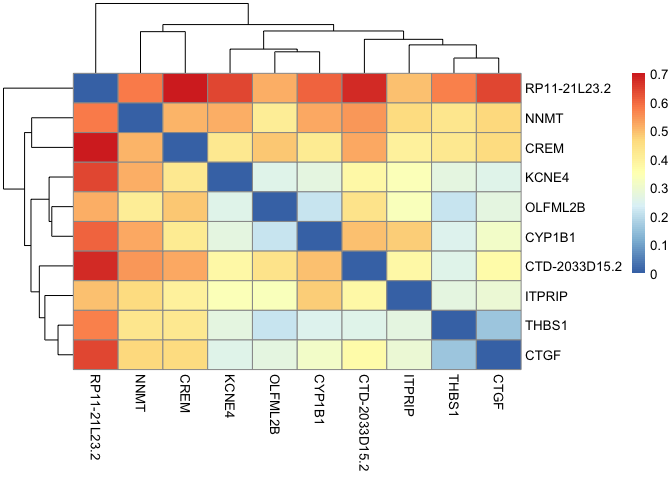 0.7
RP11-21L23.2
0.6
NNMT
0.5
CREM
0.4
KCNE4
0.3
OLFML2B
0.2
CYP1B1
0.1
CTD-2033D15.2
0
ITPRIP
THBS1
CTGF
RP11-21L23.2
NNMT
CREM
KCNE4
OLFML2B
CYP1B1
CTD-2033D15.2
ITPRIP
THBS1
CTGF